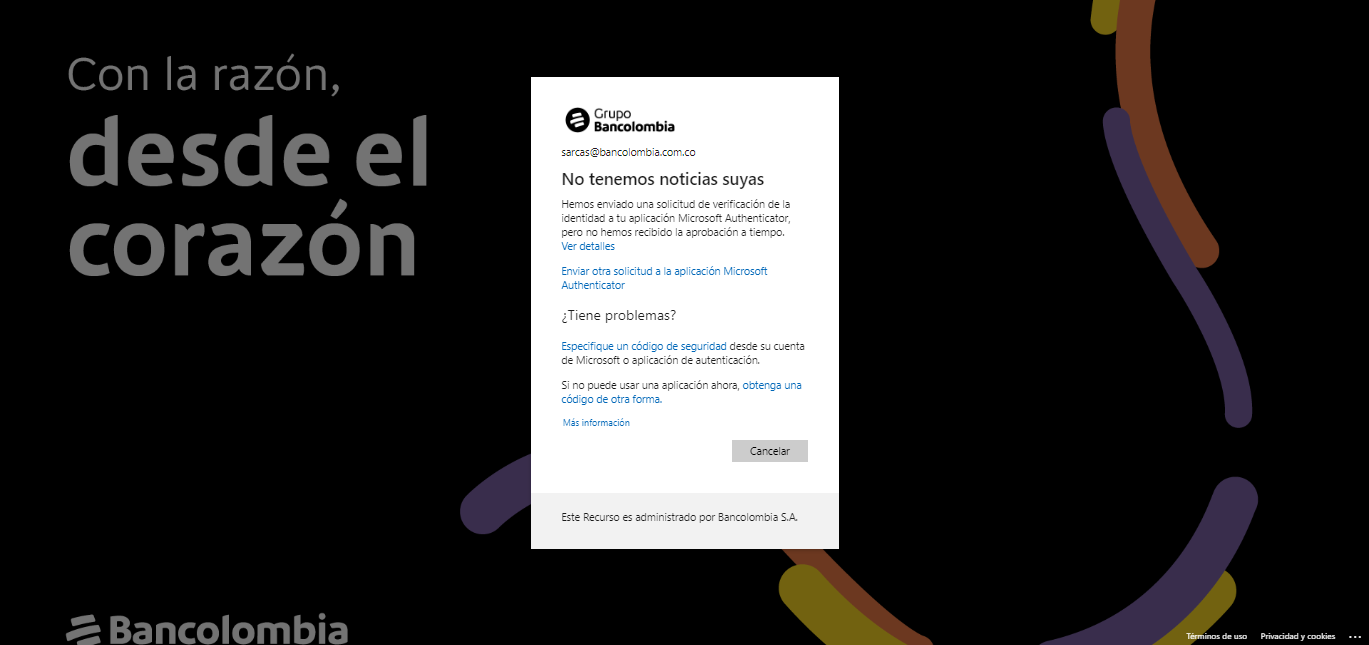 Con la razón,
desde el
corazón
Grupo
Bancolombia
sarcas@bancolombia.com.co
No tenemos noticias suyas
Hemos enviado una solicitud de verificación de la
identidad a tu aplicación Microsoft Authenticator,
pero no hemos recibido la aprobación a tiempo.
Ver detalles
Enviar otra solicitud a la aplicación Microsoft
Authenticator
¿Tiene problemas?
Especifique un código de seguridad desde su cuenta
de Microsoft o aplicación de autenticación.
Si no puede usar una aplicación ahora, obtenga una
código de otra forma.
Más información
Cancelar
Este Recurso es administrado por Bancolombia S.A.
Bancolombia
Términos de uso Privacidad y cookies ...